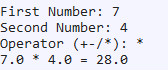 First Number: 7
Second Number: 4
Operator (+-/*): *
7.0 * 4.0 = 28.0